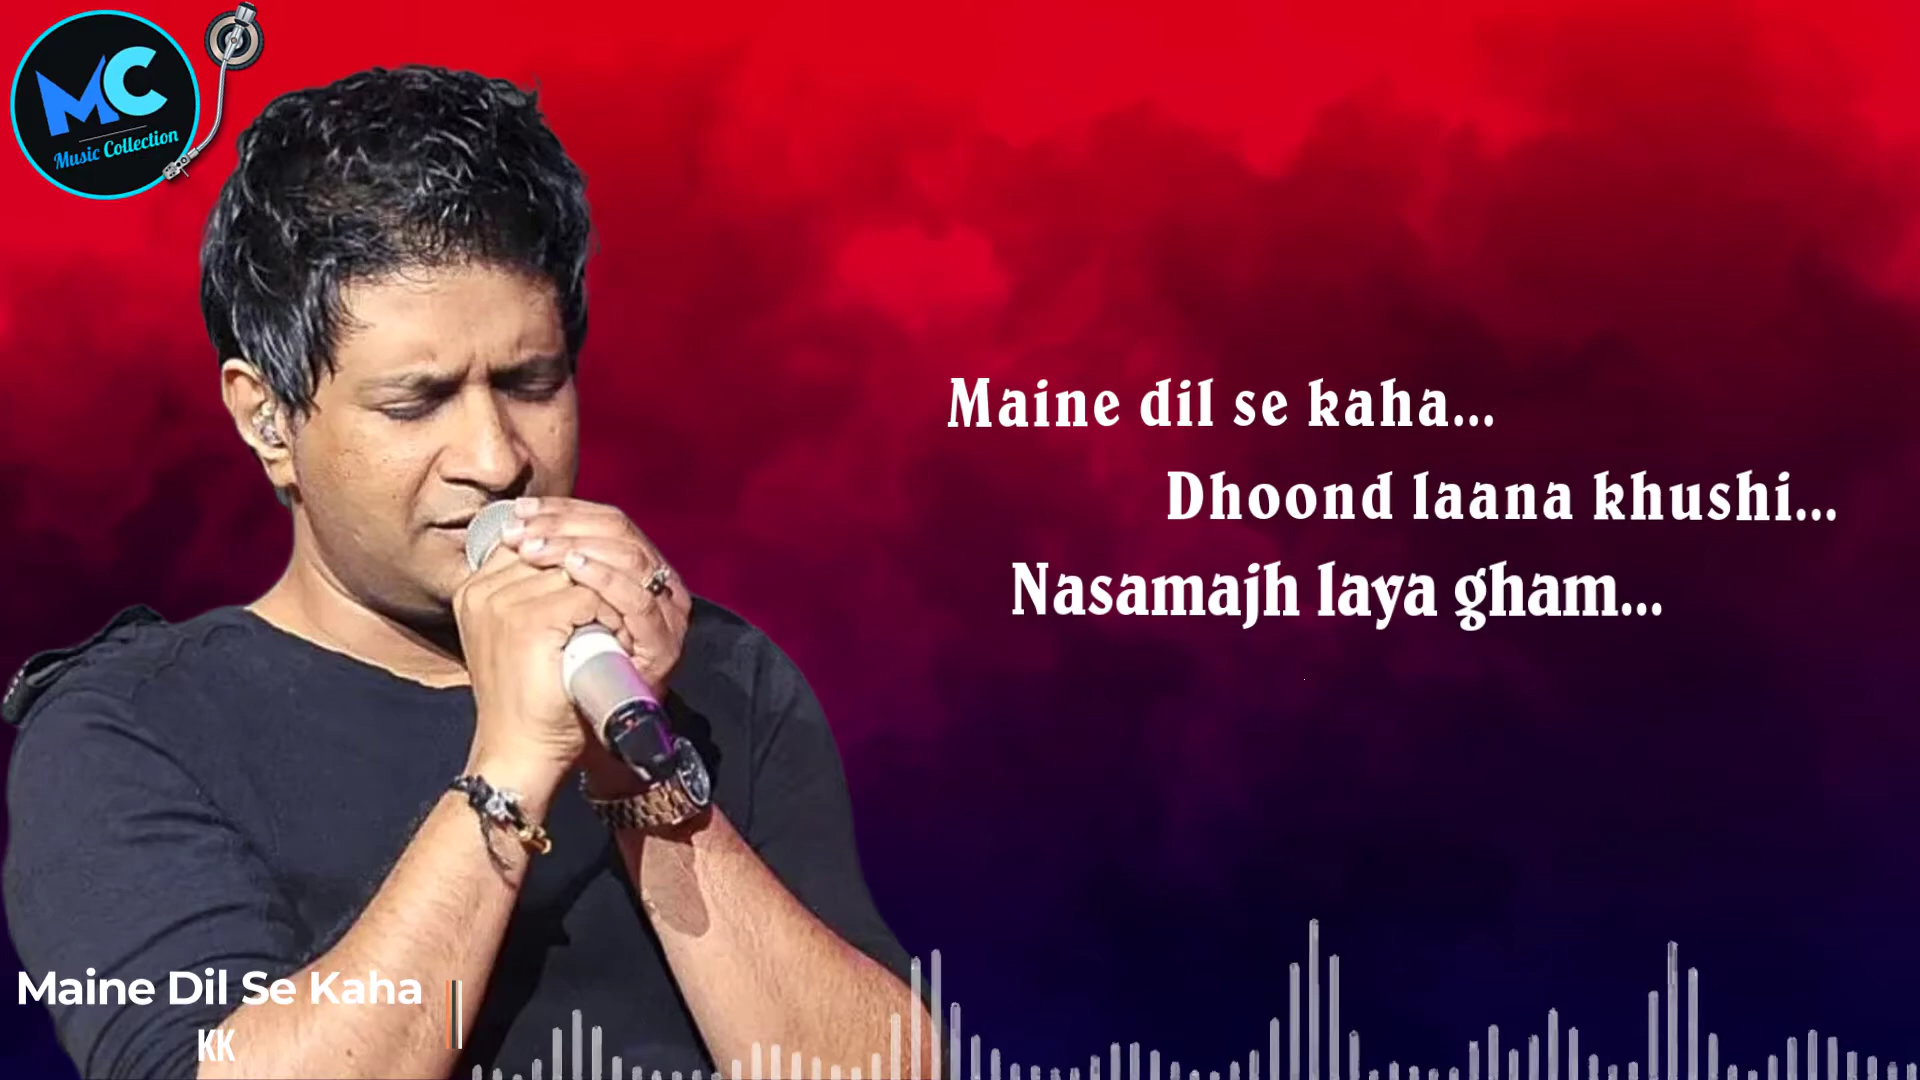 MC
Music Collection
Maine dil se kaha...
Dhoond laana khushi...
Nasamajh laya gham...
Maine Dil Se Kaha
KK